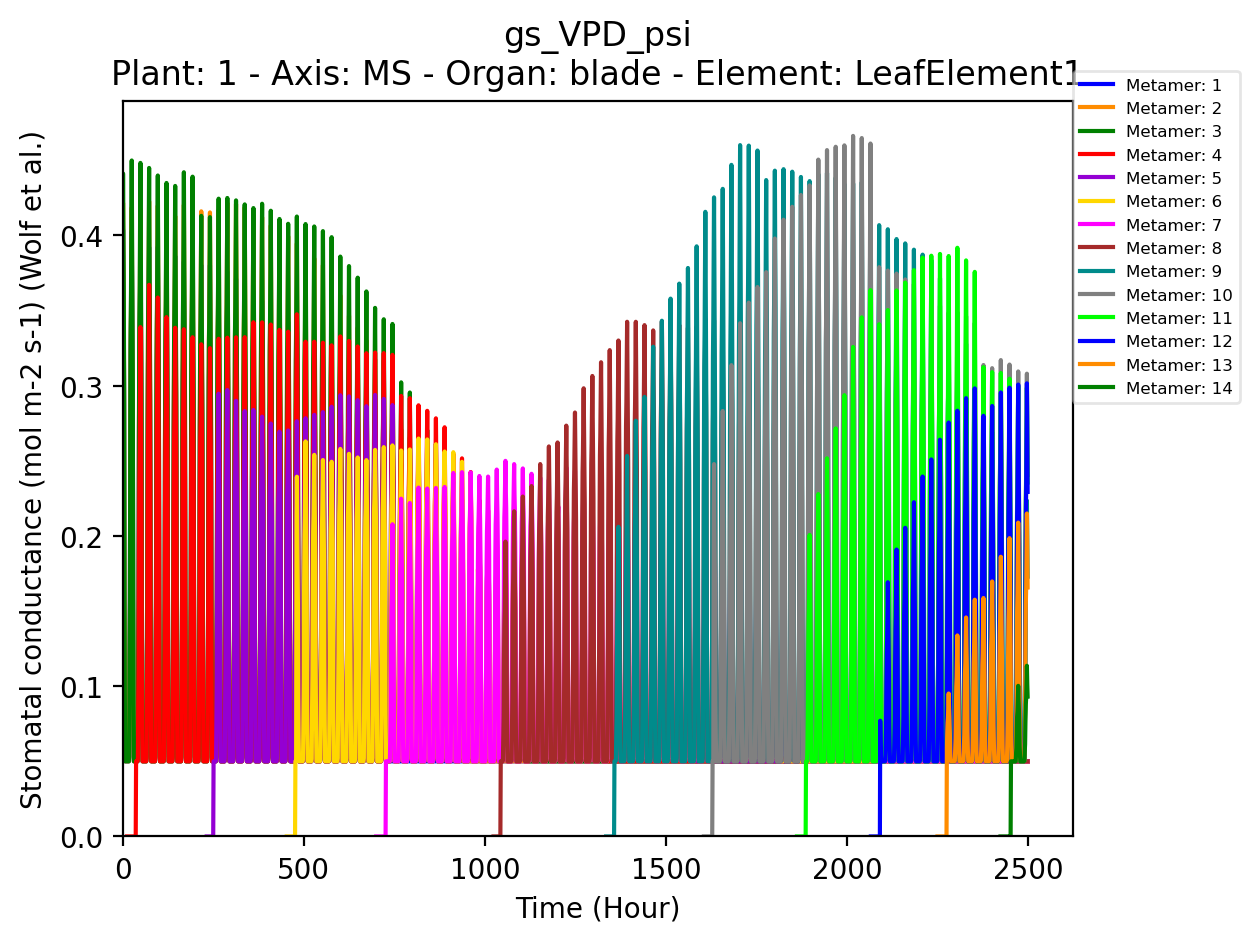 gs_VPD_psi
Plant: 1 - Axis: MS - Organ: blade - Element: LeafElement1
Stomatal conductance (mol m-2 s-1) (Wolf et al.)
0.4
0.3
0.2
0.1
0.0
0
500
1000
1500
2000
2500
Time (Hour)
Metamer: 1
Metamer: 2
Metamer: 3
Metamer: 4
Metamer: 5
Metamer: 6
Metamer: 7
Metamer: 8
Metamer: 9
Metamer: 10
Metamer: 11
Metamer: 12
Metamer: 13
Metamer: 14